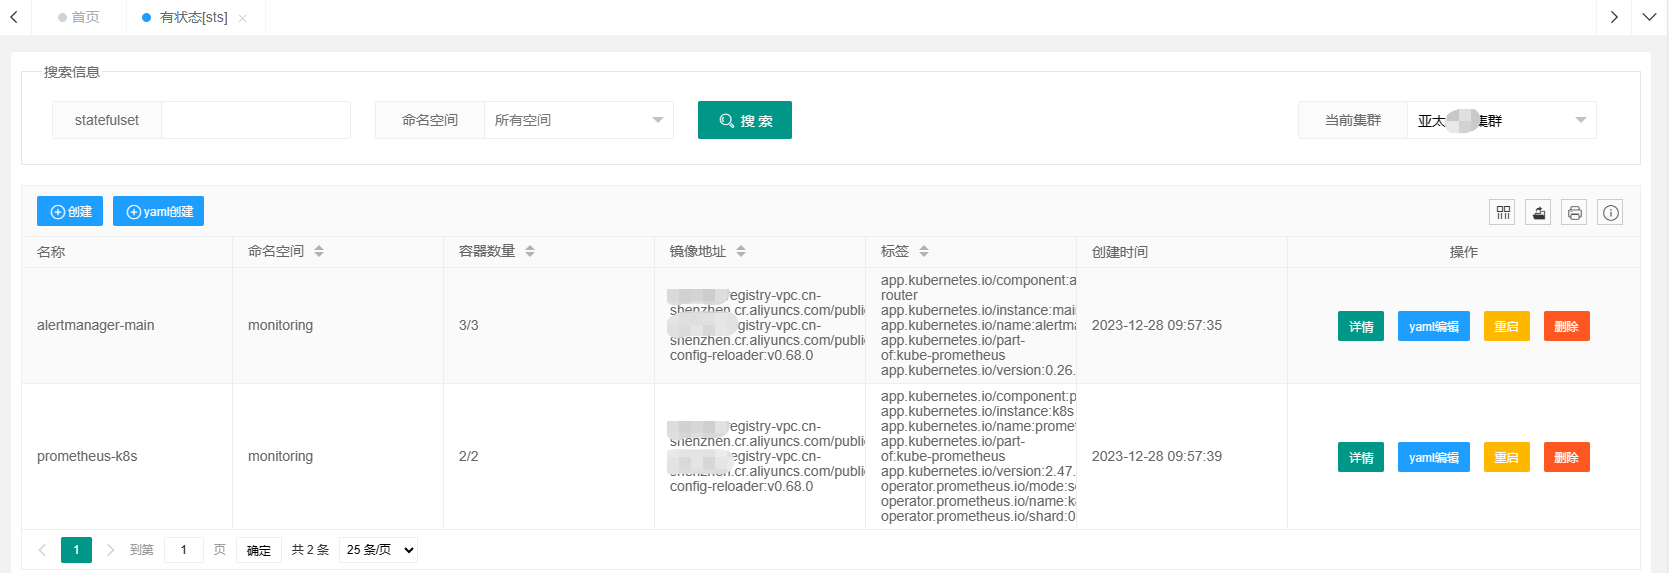 首页
有状态[sts]
搜索信息
statefulset
命名空间
所有空间
搜 索
当前集群
亚太
集群
创建
yaml创建
名称
命名空间
容器数量
镜像地址
标签
创建时间
操作
alertmanager-main
monitoring
3/3
egistry-vpc.cn-
shenzhen.cr.aliyuncs.com/public
gistry-vpc.cn-
shenzhen.cr.aliyuncs.com/public
config-reloader:v0.68.0
app.kubernetes.io/component:a
router
app.kubernetes.io/instance:mai
app.kubernetes.io/name:alertma
app.kubernetes.io/part-
of:kube-prometheus
app.kubernetes.io/version:0.26.
2023-12-28 09:57:35
详情
yaml编辑
重启
删除
prometheus-k8s
monitoring
2/2
egistry-vpc.cn-
shenzhen.cr.aliyuncs.com/public
egistry-vpc.cn-
shenzhen.cr.aliyuncs.com/public
config-reloader:v0.68.0
app.kubernetes.io/component:p
app.kubernetes.io/instance:k8s
app.kubernetes.io/name:promet
app.kubernetes.io/part-
of:kube-prometheus
app.kubernetes.io/version:2.47.
operator.prometheus.io/mode:se
operator.prometheus.io/name:k
operator.prometheus.io/shard:0
2023-12-28 09:57:39
详情
yaml编辑
重启
删除
1
到第
1
页
确定
共 2 条
25 条/页